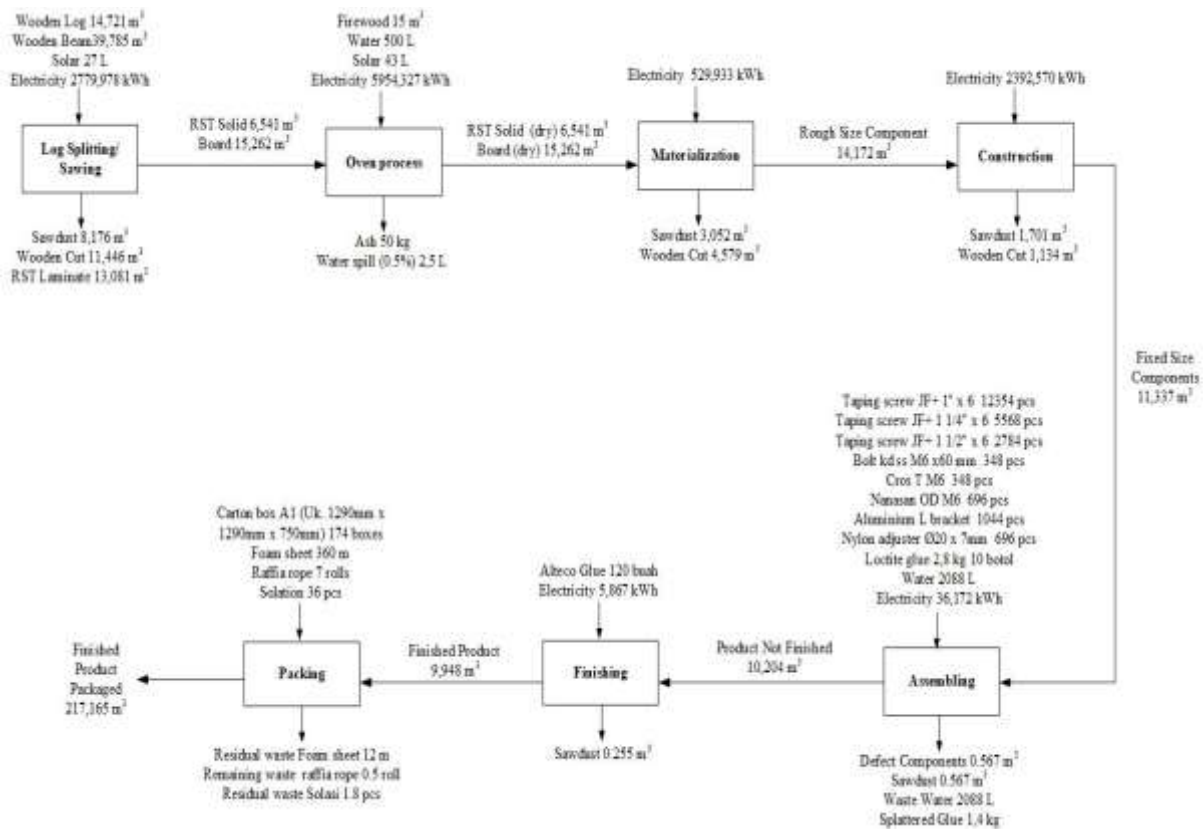 Wooden Log 14,721 m³
Wooden Beam39,785 m³
Solar 27 L
Electricity 2779,978 kWh
Log Splitting/
Sawing
Sawdust 8,176 m³
Wooden Cut 11,446 m³
RST Laminate 13,081 m²
RST Solid 6,541 m³
Board 15,262 m³
Firewood 15 m³
Water 500 L
Solar 43 L
Electricity 5954,327 kWh
Oven process
Ash 50 kg
Water spill (0.5%) 2,5 L
RST Solid (dry) 6,541 m³
Board (dry) 15,262 m³
Electricity 529,933 kWh
Materialization
Sawdust 3,052 m³
Wooden Cut 4,579 m³
Rough Size Component
14,172 m³
Electricity 2392,570 kWh
Construction
Sawdust 1,701 m³
Wooden Cut 1,134 m³
Fixed Size
Components
11,337 m³
Taping screw JF+ 1" x 6 12354 pcs
Taping screw JF+ 1 1/4" x 6 5568 pcs
Taping screw JF+ 1 1/2" x 6 2784 pcs
Bolt kd ss M6 x60 mm 348 pcs
Cros T M6 348 pcs
Nanasan OD M6 696 pcs
Aluminium L bracket 1044 pcs
Nylon adjuster Ø20 x 7mm 696 pcs
Loctite glue 2,8 kg 10 botol
Water 2088 L
Electricity 36,172 kWh
Assembling
Defect Components 0.567 m³
Sawdust 0.567 m³
Waste Water 2088 L
Splattered Glue 1,4 kg
Product Not Finished
10,204 m³
Alteco Glue 120 buah
Electricity 5,867 kWh
Finishing
Sawdust 0.255 m³
Finished Product
9,948 m³
Carton box A1 (Uk. 1290mm x
1290mm x 750mm) 174 boxes
Foam sheet 360 m
Raffia rope 7 rolls
Solation 36 pcs
Packing
Residual waste Foam sheet 12 m
Remaining waste raffia rope 0.5 roll
Residual waste Solasi 1.8 pcs
Finished
Product
Packaged
217,165 m³